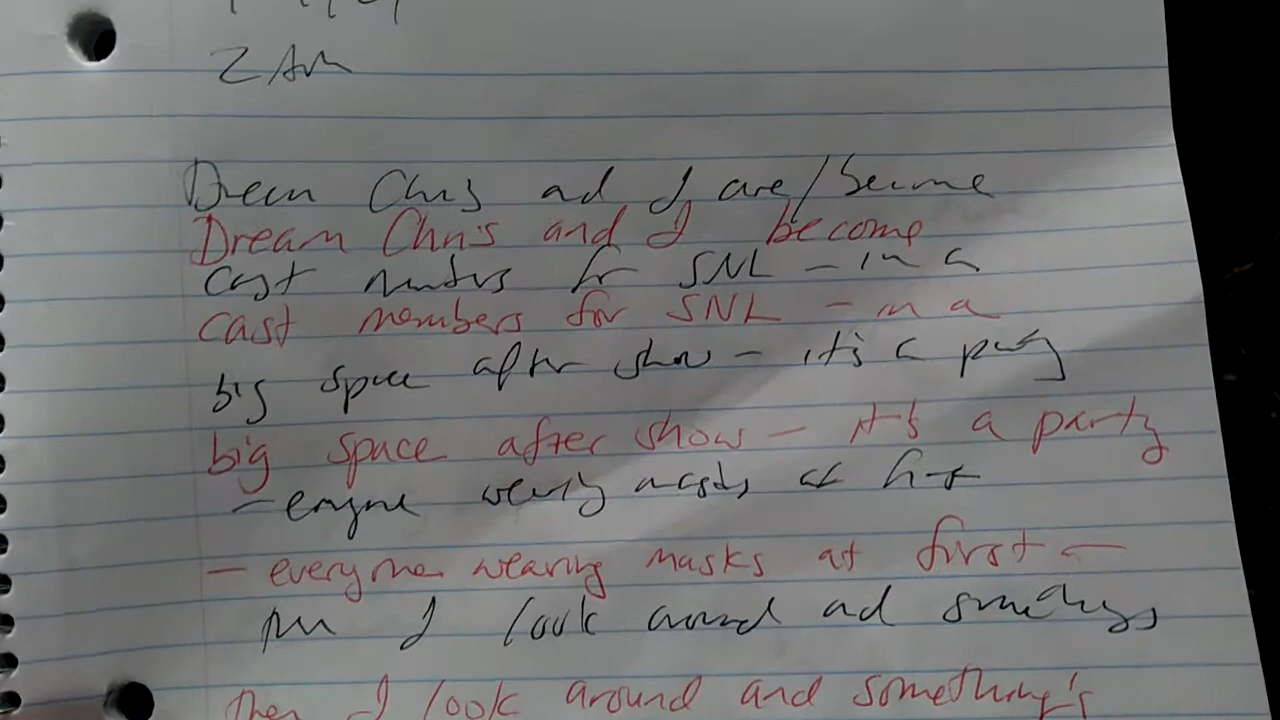 2 Am
Dream Chris and I are/become
Dream Chris and I become
cast members for SNL - in a
cast members for SNL - in a
big space after show - it's a party
big space after show - it's a party
- everyone wearing masks at first
- everyone wearing masks at first -
then I look around and something's
then I look around and something's